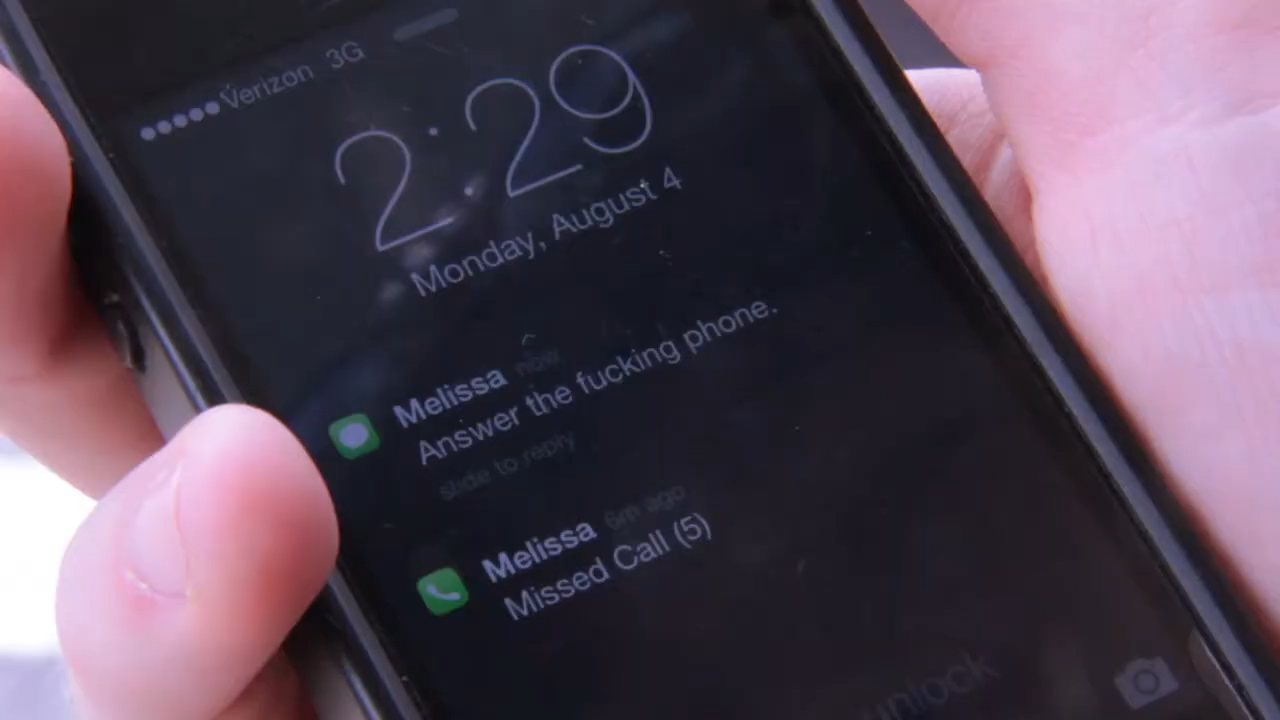 Verizon 3G
2:29
Monday, August 4
Melissa now
Answer the fucking phone.
slide to reply
Melissa 6m ago
Missed Call (5)
unlock